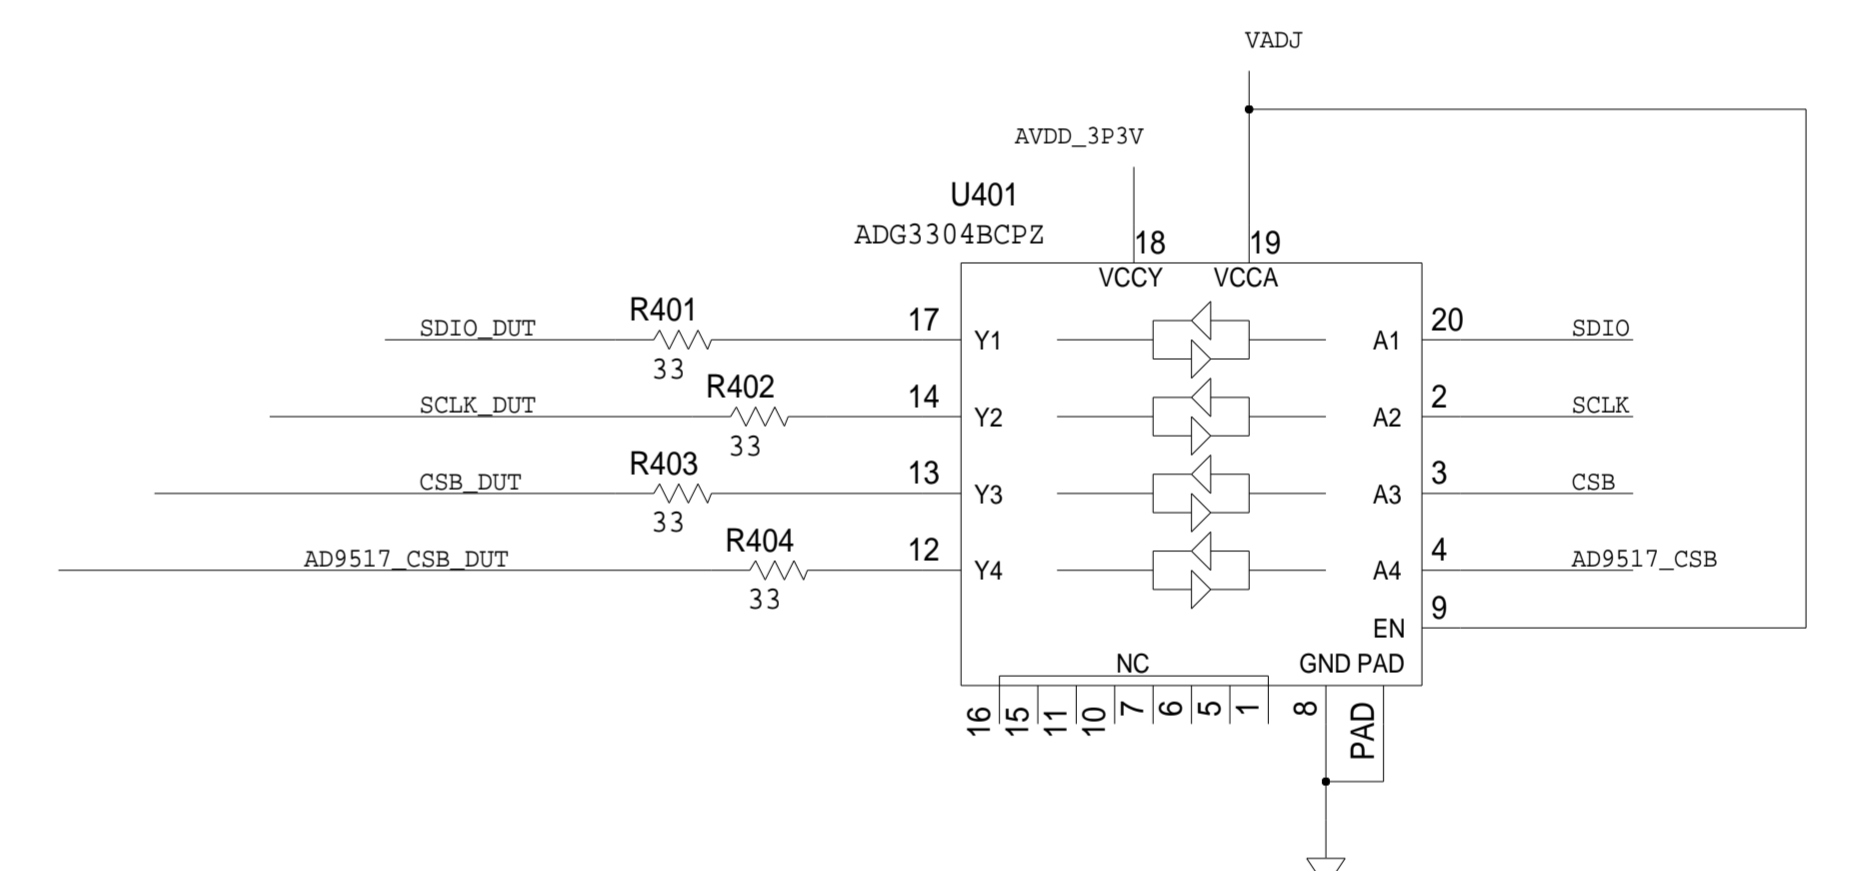 VADJ
AVDD_3P3V
U401
ADG3304BCPZ
18
19
VCCY
VCCA
SDIO_DUT
R401
33
17
Y1
A1
20
SDIO
SCLK_DUT
R402
33
14
Y2
A2
2
SCLK
CSB_DUT
R403
33
13
Y3
A3
3
CSB
AD9517_CSB_DUT
R404
33
12
Y4
A4
4
AD9517_CSB
9
EN
NC
GND PAD
16
15
11
10
7
6
5
1
8
PAD